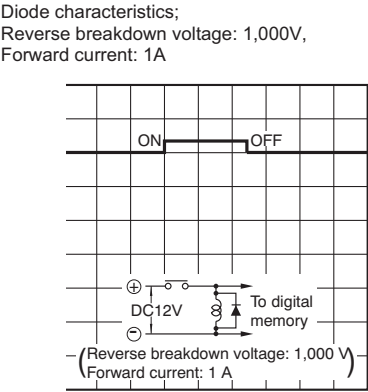 Diode characteristics;
Reverse breakdown voltage: 1,000V,
Forward current: 1A
ON
OFF
⊕
DC12V
To digital
memory
⊖
(Reverse breakdown voltage: 1,000 V)
Forward current: 1 A